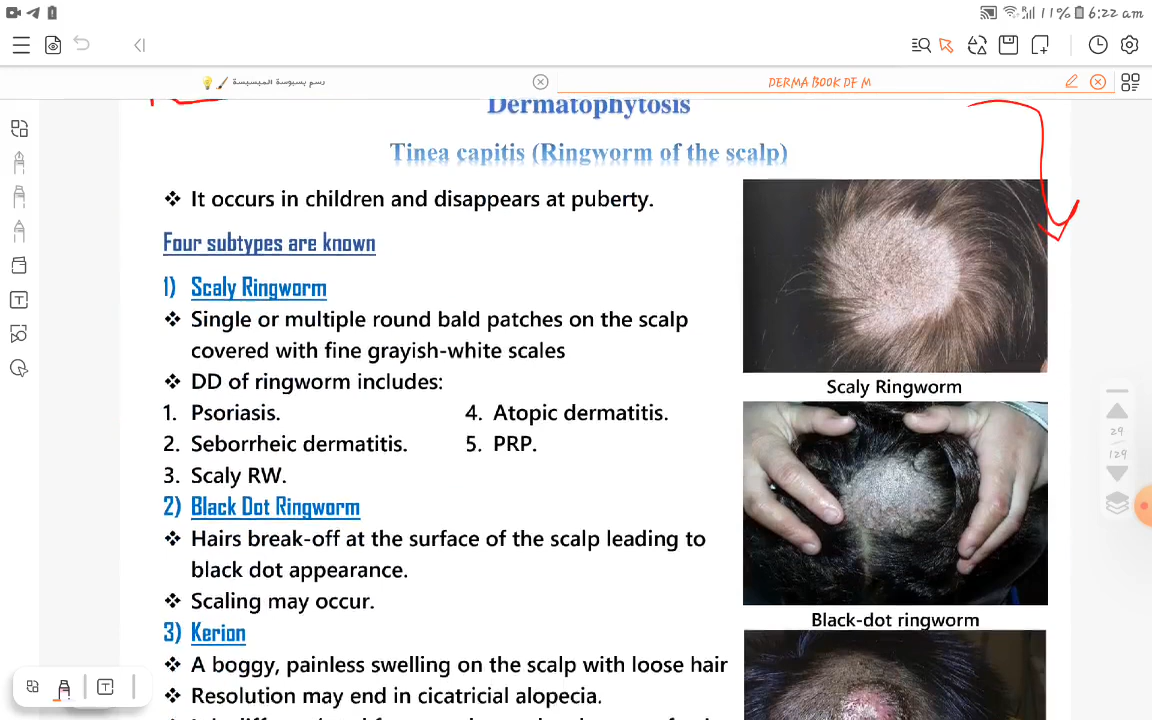 11% 6:22 am
رسم بسبوسة المبسبسة
DERMA BOOK DF M
Dermatophytosis
Tinea capitis (Ringworm of the scalp)
❖ It occurs in children and disappears at puberty.
Four subtypes are known
1) Scaly Ringworm
❖ Single or multiple round bald patches on the scalp
covered with fine grayish-white scales
❖ DD of ringworm includes:
1. Psoriasis. 4. Atopic dermatitis.
2. Seborrheic dermatitis. 5. PRP.
3. Scaly RW.
2) Black Dot Ringworm
❖ Hairs break-off at the surface of the scalp leading to
black dot appearance.
❖ Scaling may occur.
3) Kerion
❖ A boggy, painless swelling on the scalp with loose hair
❖ Resolution may end in cicatricial alopecia.
Scaly Ringworm
Black-dot ringworm
29
129